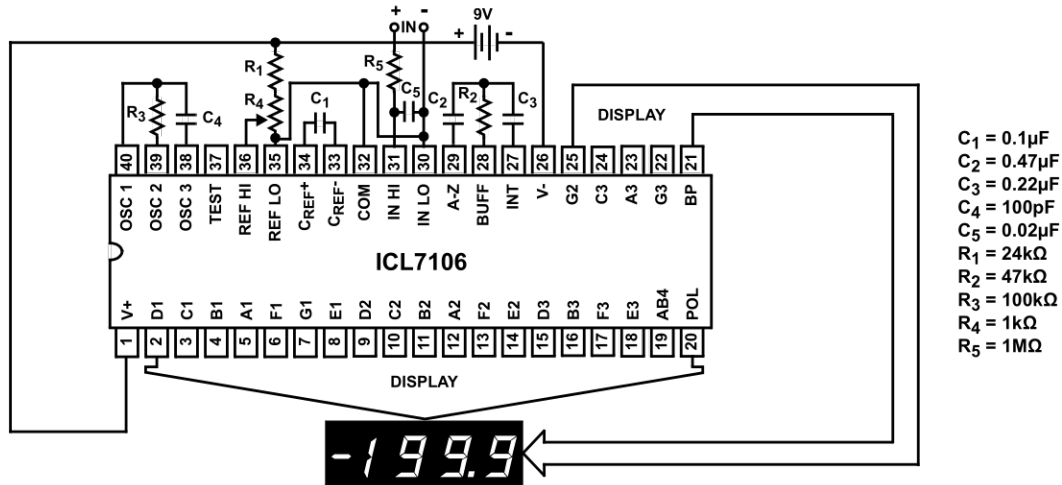 + IN -
9V
+ -
R1
R4
R5
C1
C5
C2
R2
C3
R3
C4
DISPLAY
40 39 38 37 36 35 34 33 32 31 30 29 28 27 26 25 24 23 22 21
OSC 1
OSC 2
OSC 3
TEST
REF HI
REF LO
CREF+
CREF-
COM
IN HI
IN LO
A-Z
BUFF
INT
V-
G2
C3
A3
G3
BP
ICL7106
V+
D1
C1
B1
A1
F1
G1
E1
D2
C2
B2
A2
F2
E2
D3
B3
F3
E3
AB4
POL
1 2 3 4 5 6 7 8 9 10 11 12 13 14 15 16 17 18 19 20
DISPLAY
-199.9
C1 = 0.1µF
C2 = 0.47µF
C3 = 0.22µF
C4 = 100pF
C5 = 0.02µF
R1 = 24kΩ
R2 = 47kΩ
R3 = 100kΩ
R4 = 1kΩ
R5 = 1MΩ